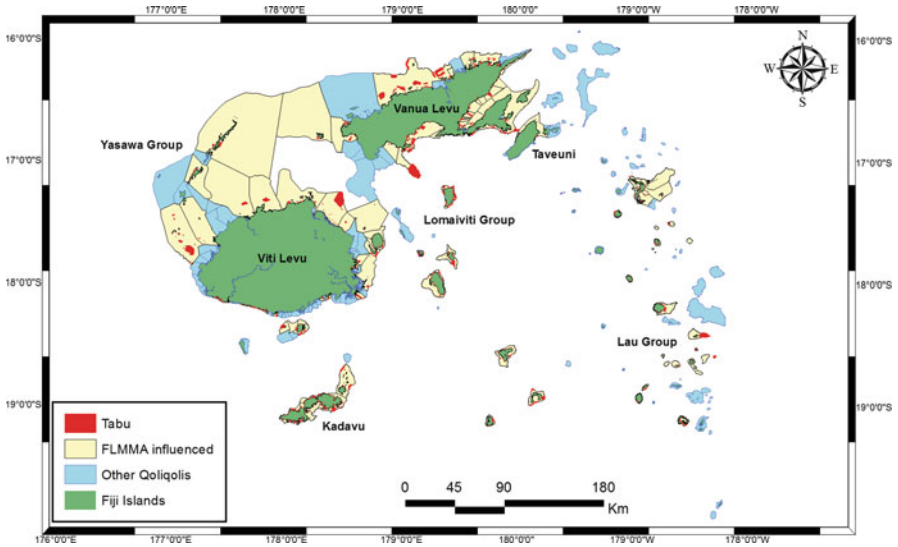 177°0'0"E 178°0'0"E 179°0'0"E 180°0'0" 179°0'0"W 178°0'0"W
16°0'0"S 16°0'0"S
N
W E
S
Vanua Levu
Yasawa Group
Taveuni
17°0'0"S 17°0'0"S
Lomaiviti Group
Viti Levu
18°0'0"S 18°0'0"S
Lau Group
Kadavu
19°0'0"S 19°0'0"S
Tabu
FLMMA influenced
Other Qoliqolis
Fiji Islands
0 45 90 180
Km
176°0'0"E 177°0'0"E 178°0'0"E 179°0'0"E 180°0'0" 179°0'0"W 178°0'0"W